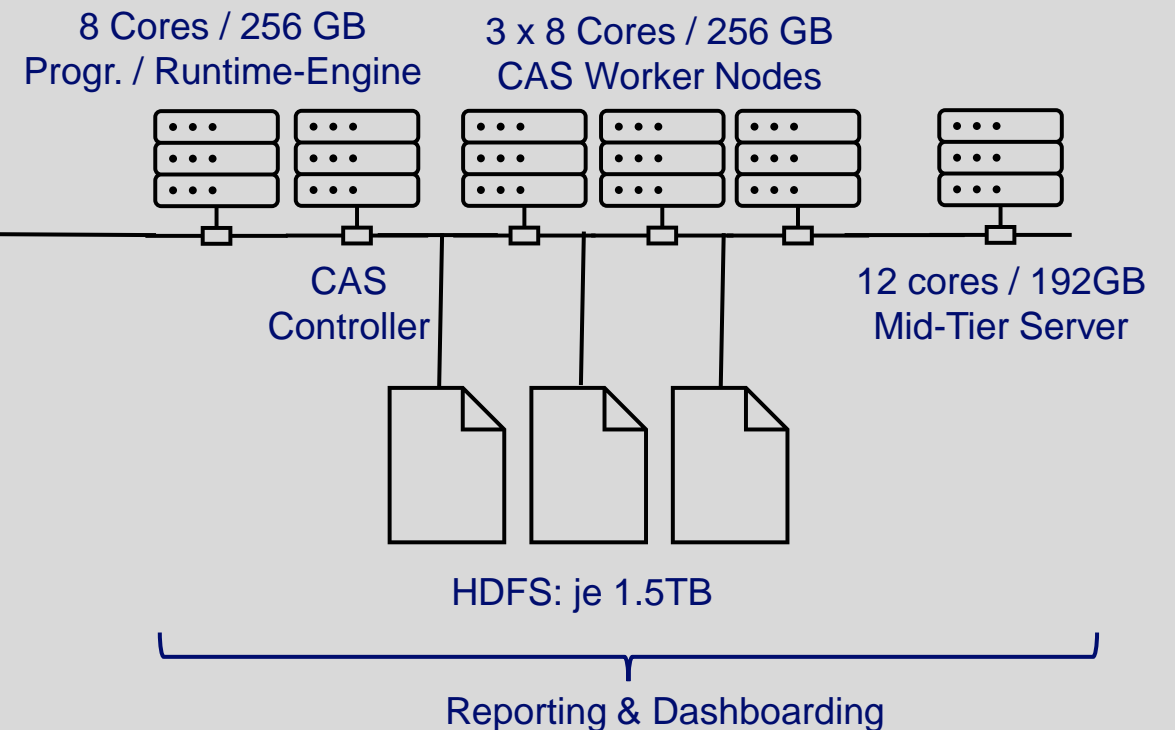 8 Cores / 256 GB
Progr. / Runtime-Engine
3 x 8 Cores / 256 GB
CAS Worker Nodes
CAS
Controller
12 cores / 192GB
Mid-Tier Server
HDFS: je 1.5TB
Reporting & Dashboarding